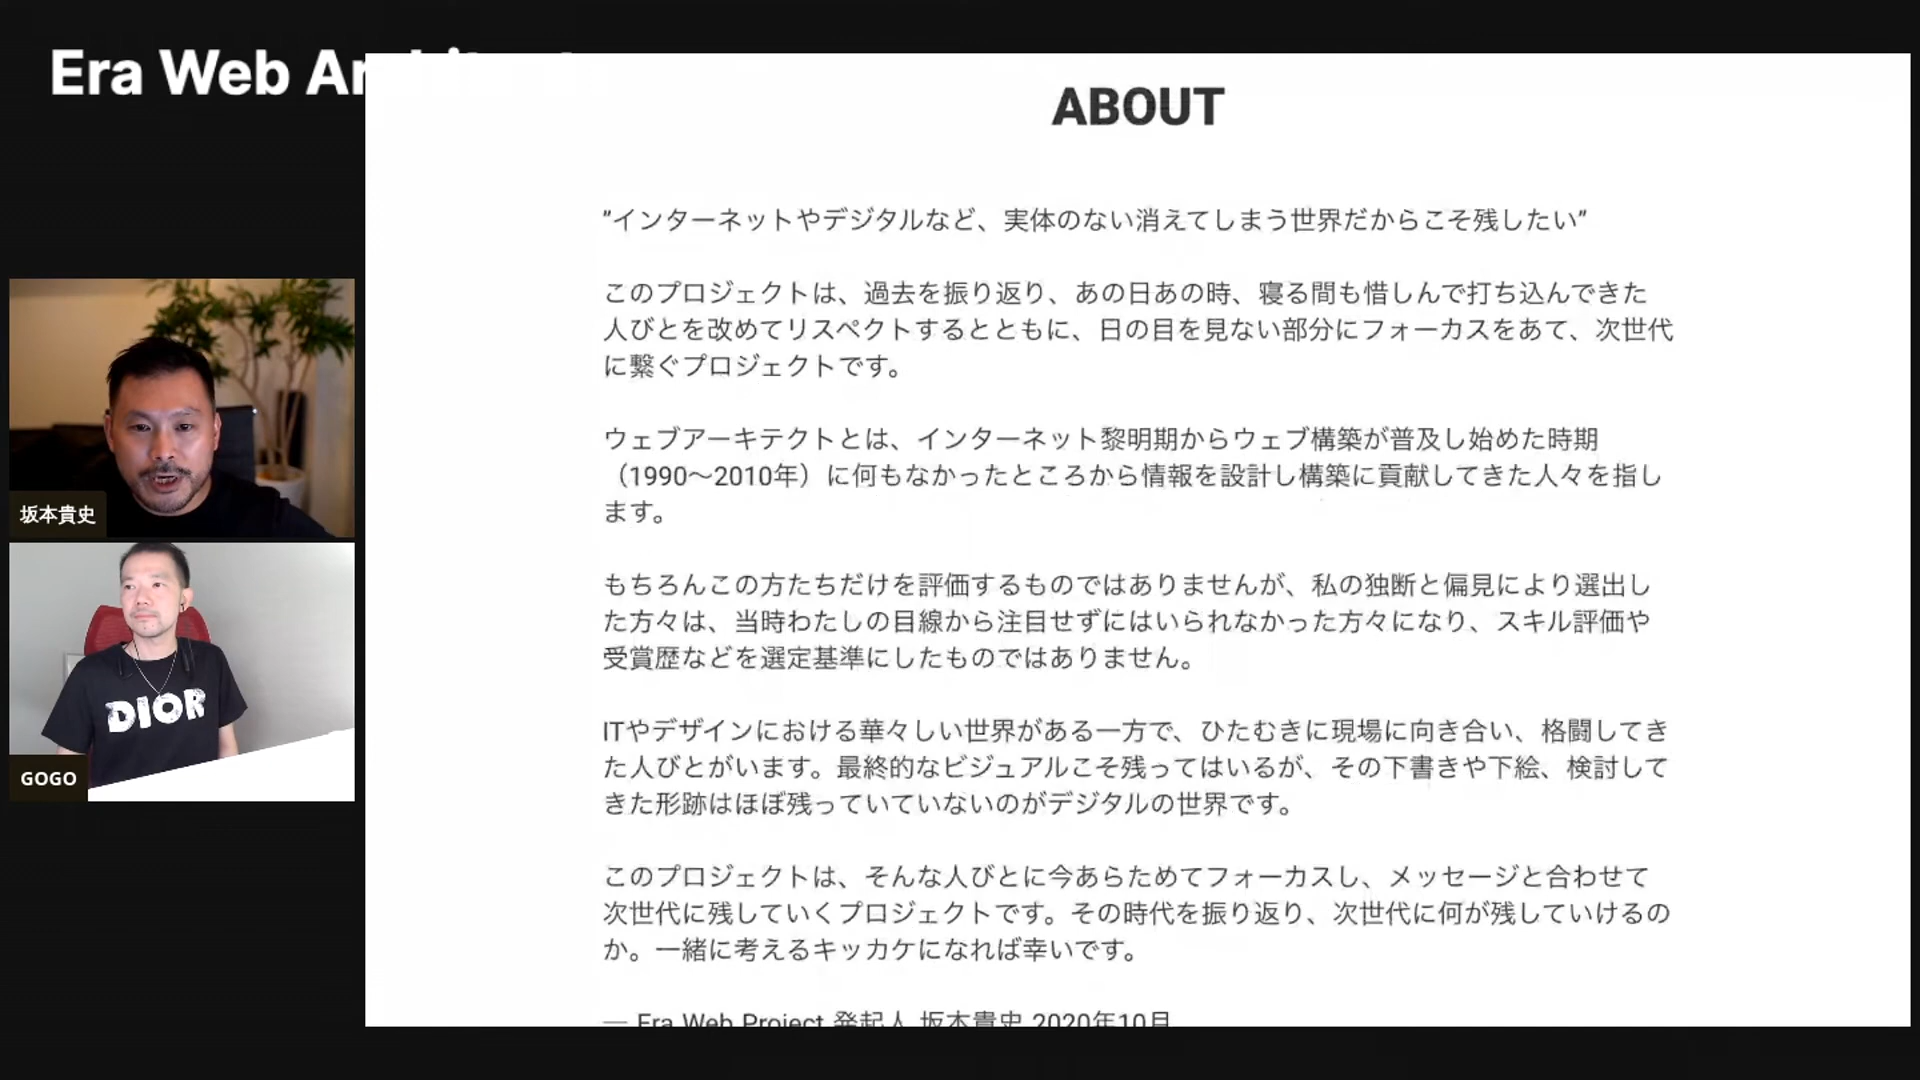 Era Web Ar
ABOUT
"インターネットやデジタルなど、実体のない消えてしまう世界だからこそ残したい"
このプロジェクトは、過去を振り返り、あの日あの時、寝る間も惜しんで打ち込んできた
人びとを改めてリスペクトするとともに、日の目を見ない部分にフォーカスをあて、次世代
に繋ぐプロジェクトです。
ウェブアーキテクトとは、インターネット黎明期からウェブ構築が普及し始めた時期
（1990〜2010年）に何もなかったところから情報を設計し構築に貢献してきた人々を指し
ます。
もちろんこの方たちだけを評価するものではありませんが、私の独断と偏見により選出し
た方々は、当時わたしの目線から注目せずにはいられなかった方々になり、スキル評価や
受賞歴などを選定基準にしたものではありません。
ITやデザインにおける華々しい世界がある一方で、ひたむきに現場に向き合い、格闘してき
た人びとがいます。最終的なビジュアルこそ残ってはいるが、その下書きや下絵、検討して
きた形跡はほぼ残っていていないのがデジタルの世界です。
このプロジェクトは、そんな人びとに今あらためてフォーカスし、メッセージと合わせて
次世代に残していくプロジェクトです。その時代を振り返り、次世代に何が残していけるの
か。一緒に考えるキッカケになれば幸いです。
— Era Web Project 発起人 坂本貴史 2020年10月
坂本貴史
DIOR
GOGO